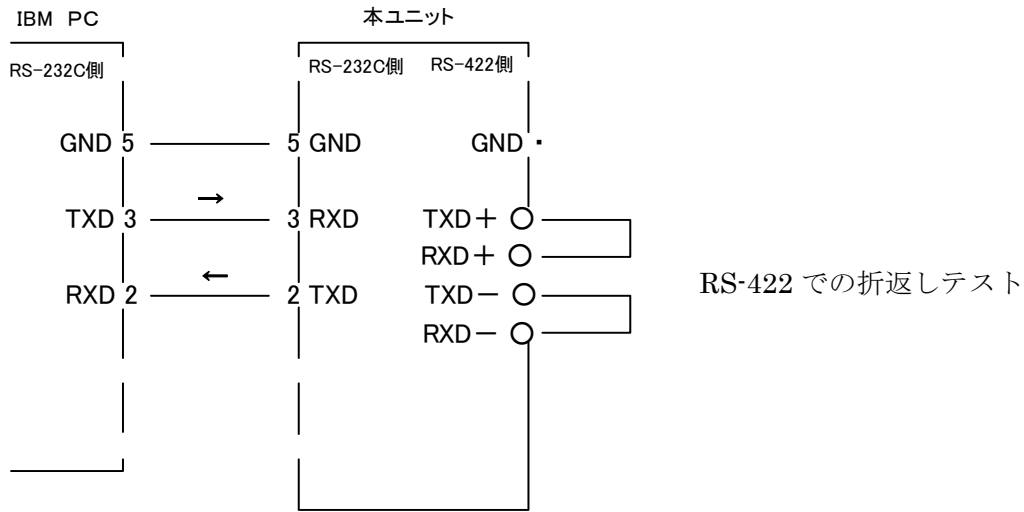 IBM PC 本ユニット
RS-232C側 RS-232C側 RS-422側
GND 5 5 GND GND
→
TXD 3 3 RXD TXD+
RXD+
←
RXD 2 2 TXD TXD-
RXD-
RS-422 での折返しテスト